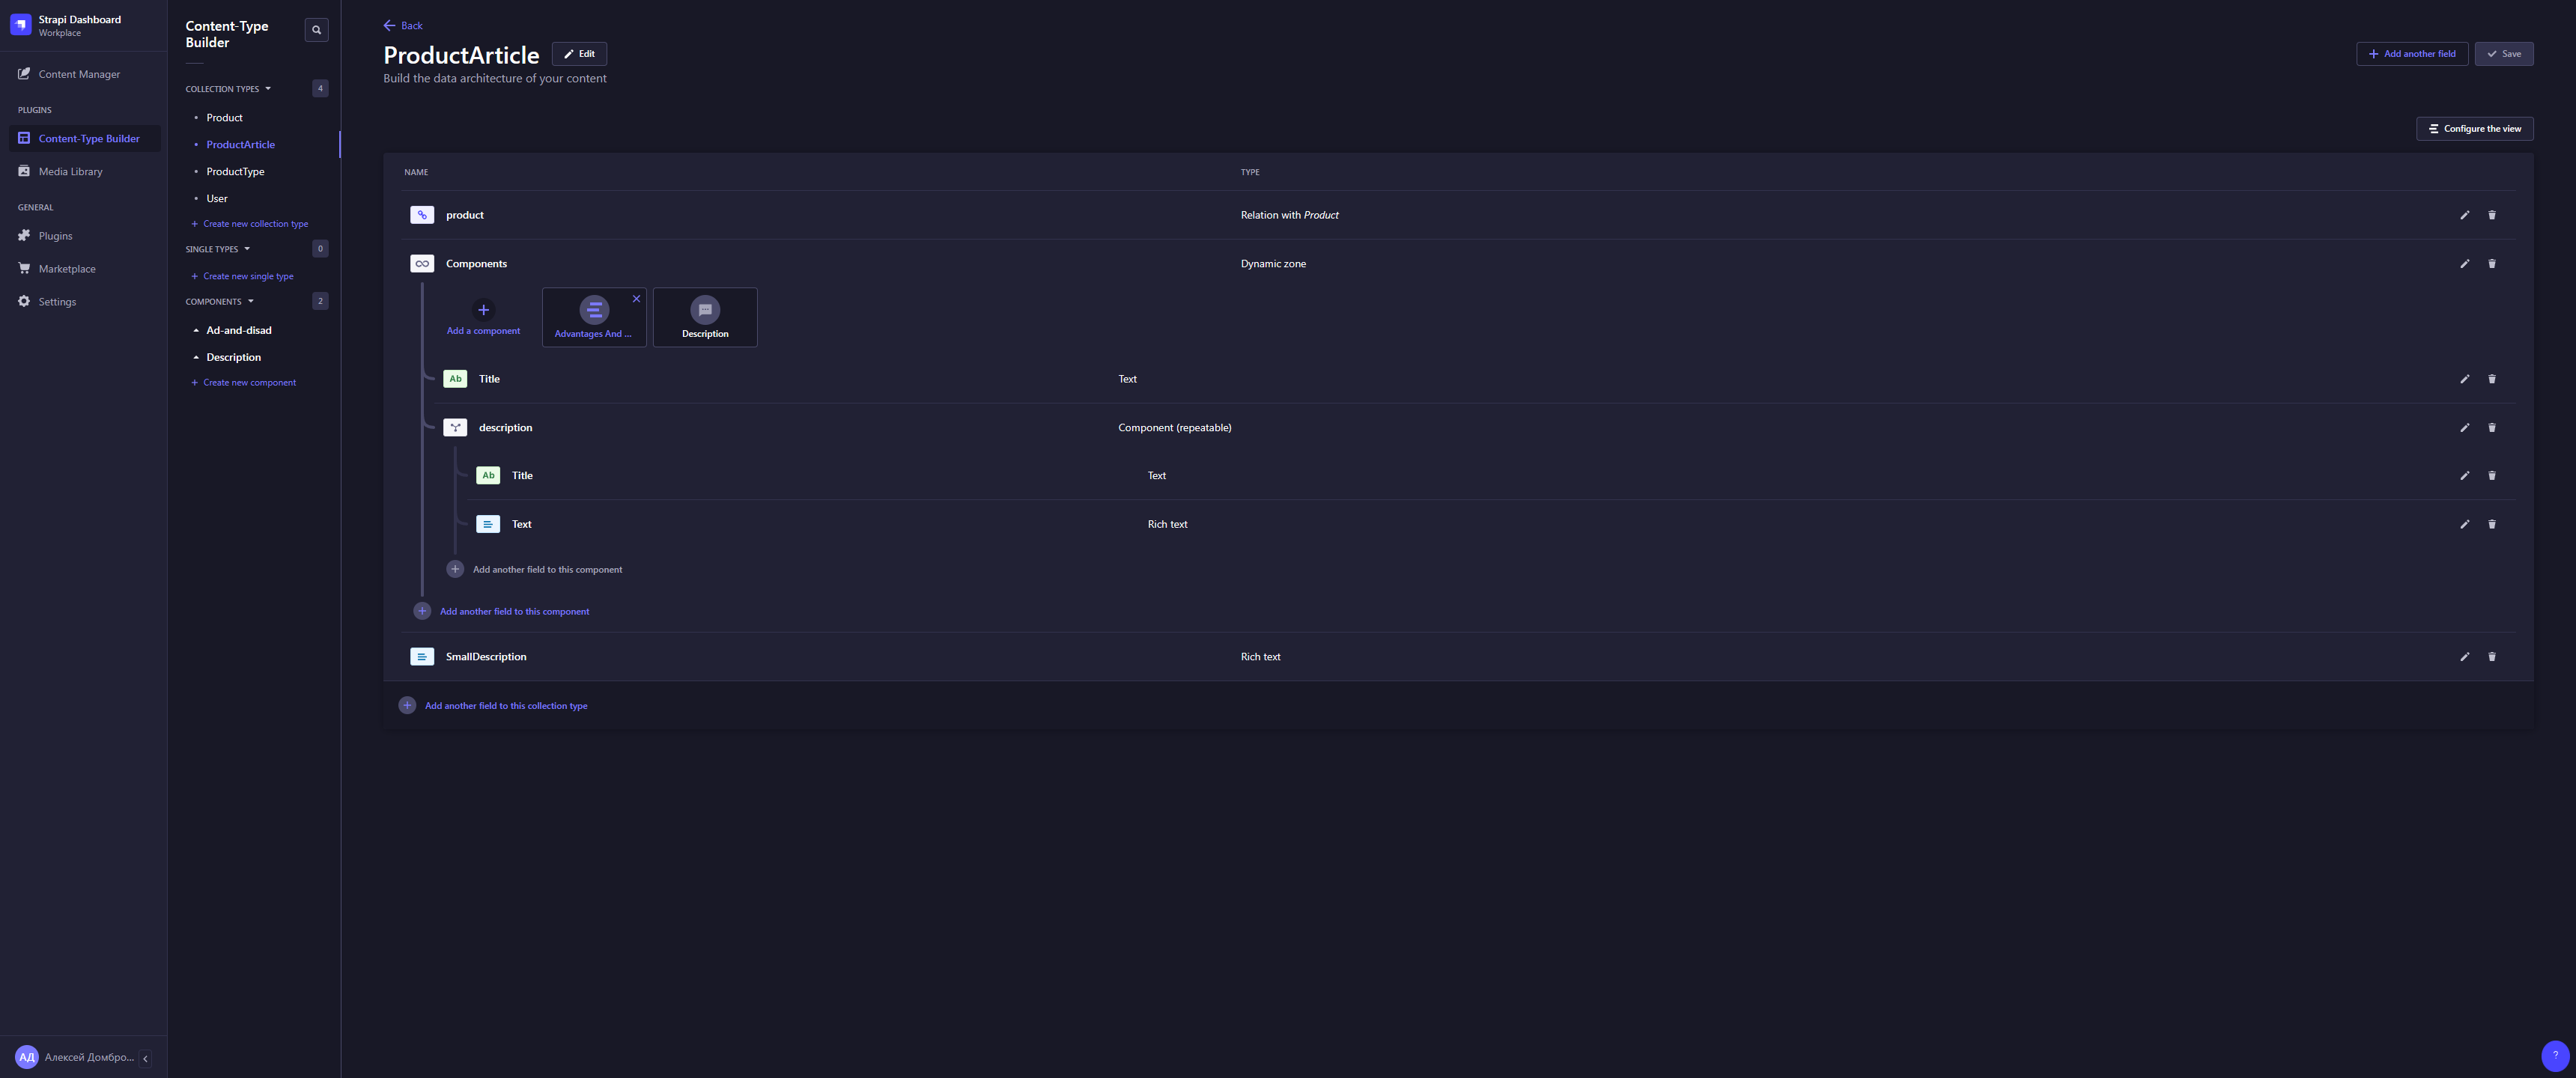 Strapi Dashboard
Workplace
Content Manager
PLUGINS
Content-Type Builder
Media Library
GENERAL
Plugins
Marketplace
Settings
АД Алексей Домбро...
Content-Type
Builder
COLLECTION TYPES 4
Product
ProductArticle
ProductType
User
+ Create new collection type
SINGLE TYPES 0
+ Create new single type
COMPONENTS 2
Ad-and-disad
Description
+ Create new component
Back
ProductArticle Edit
Build the data architecture of your content
Add another field Save
Configure the view
NAME TYPE
product Relation with Product
Components Dynamic zone
Add a component
Advantages And ...
Description
Ab Title Text
description Component (repeatable)
Ab Title Text
Text Rich text
Add another field to this component
Add another field to this component
SmallDescription Rich text
Add another field to this collection type
?